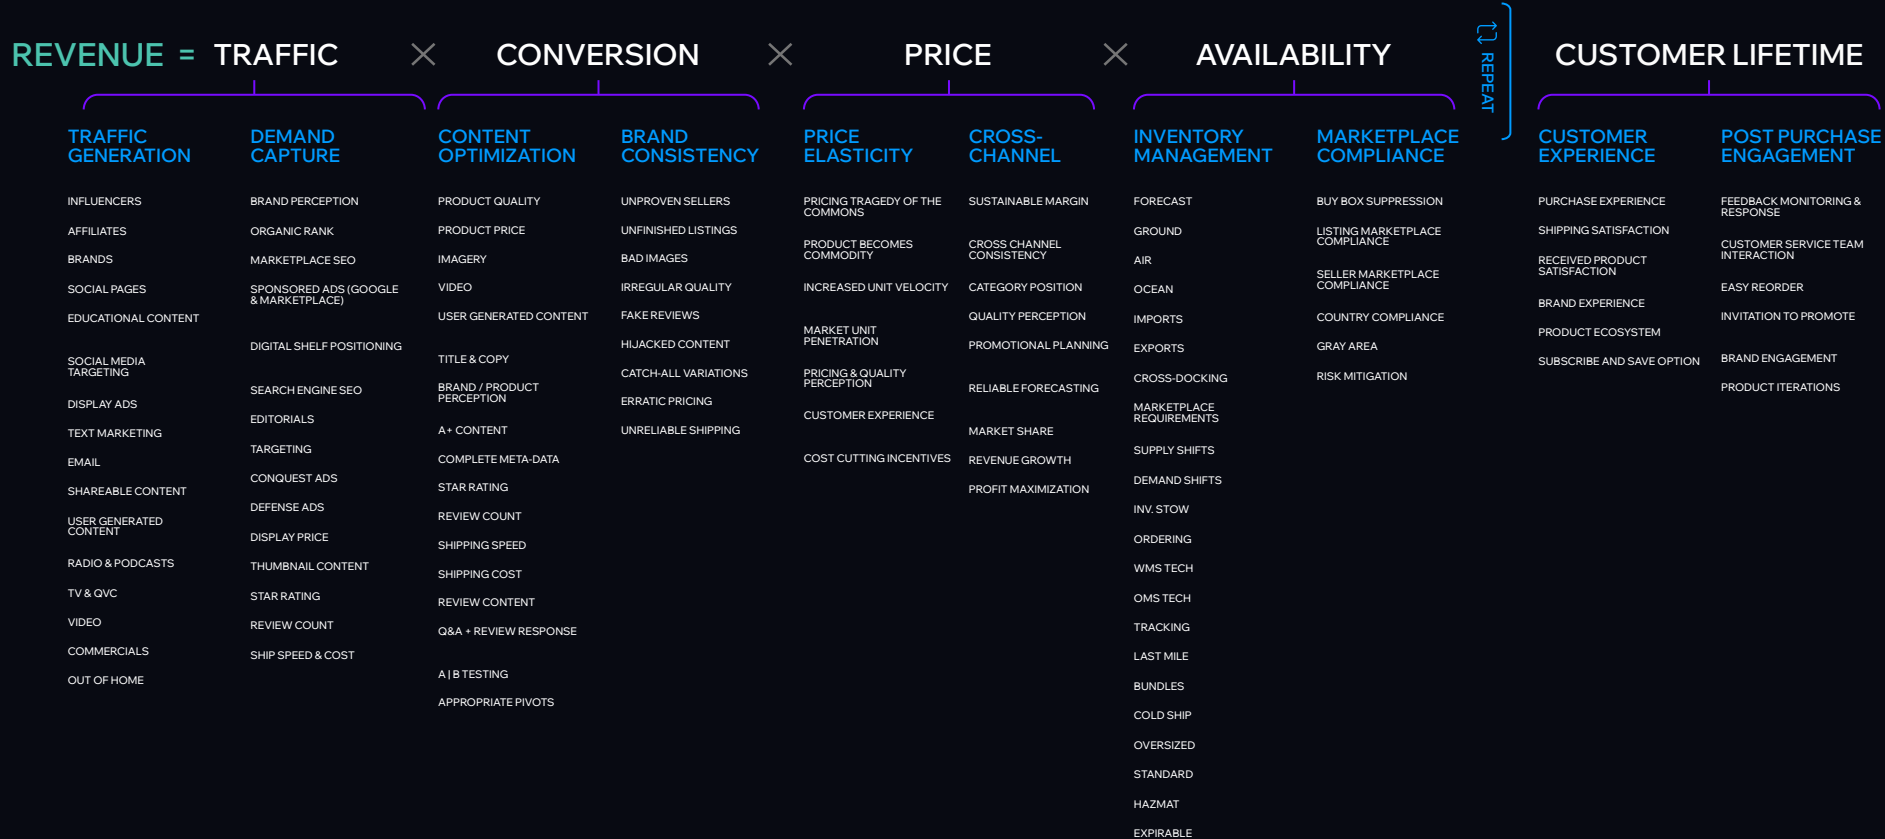 REVENUE = TRAFFIC × CONVERSION × PRICE × AVAILABILITY
REPEAT
CUSTOMER LIFETIME
TRAFFIC
GENERATION
INFLUENCERS
AFFILIATES
BRANDS
SOCIAL PAGES
EDUCATIONAL CONTENT
SOCIAL MEDIA
TARGETING
DISPLAY ADS
TEXT MARKETING
EMAIL
SHAREABLE CONTENT
USER GENERATED
CONTENT
RADIO & PODCASTS
TV & QVC
VIDEO
COMMERCIALS
OUT OF HOME
DEMAND
CAPTURE
BRAND PERCEPTION
ORGANIC RANK
MARKETPLACE SEO
SPONSORED ADS (GOOGLE
& MARKETPLACE)
DIGITAL SHELF POSITIONING
SEARCH ENGINE SEO
EDITORIALS
TARGETING
CONQUEST ADS
DEFENSE ADS
DISPLAY PRICE
THUMBNAIL CONTENT
STAR RATING
REVIEW COUNT
SHIP SPEED & COST
CONTENT
OPTIMIZATION
PRODUCT QUALITY
PRODUCT PRICE
IMAGERY
VIDEO
USER GENERATED CONTENT
TITLE & COPY
BRAND / PRODUCT
PERCEPTION
A+ CONTENT
COMPLETE META-DATA
STAR RATING
REVIEW COUNT
SHIPPING SPEED
SHIPPING COST
REVIEW CONTENT
Q&A + REVIEW RESPONSE
A | B TESTING
APPROPRIATE PIVOTS
BRAND
CONSISTENCY
UNPROVEN SELLERS
UNFINISHED LISTINGS
BAD IMAGES
IRREGULAR QUALITY
FAKE REVIEWS
HIJACKED CONTENT
CATCH-ALL VARIATIONS
ERRATIC PRICING
UNRELIABLE SHIPPING
PRICE
ELASTICITY
PRICING TRAGEDY OF THE
COMMONS
PRODUCT BECOMES
COMMODITY
INCREASED UNIT VELOCITY
MARKET UNIT
PENETRATION
PRICING & QUALITY
PERCEPTION
CUSTOMER EXPERIENCE
COST CUTTING INCENTIVES
CROSS-
CHANNEL
SUSTAINABLE MARGIN
CROSS CHANNEL
CONSISTENCY
CATEGORY POSITION
QUALITY PERCEPTION
PROMOTIONAL PLANNING
RELIABLE FORECASTING
MARKET SHARE
REVENUE GROWTH
PROFIT MAXIMIZATION
INVENTORY
MANAGEMENT
FORECAST
GROUND
AIR
OCEAN
IMPORTS
EXPORTS
CROSS-DOCKING
MARKETPLACE
REQUIREMENTS
SUPPLY SHIFTS
DEMAND SHIFTS
INV. STOW
ORDERING
WMS TECH
OMS TECH
TRACKING
LAST MILE
BUNDLES
COLD SHIP
OVERSIZED
STANDARD
HAZMAT
EXPIRABLE
MARKETPLACE
COMPLIANCE
BUY BOX SUPPRESSION
LISTING MARKETPLACE
COMPLIANCE
SELLER MARKETPLACE
COMPLIANCE
COUNTRY COMPLIANCE
GRAY AREA
RISK MITIGATION
CUSTOMER
EXPERIENCE
PURCHASE EXPERIENCE
SHIPPING SATISFACTION
RECEIVED PRODUCT
SATISFACTION
BRAND EXPERIENCE
PRODUCT ECOSYSTEM
SUBSCRIBE AND SAVE OPTION
POST PURCHASE
ENGAGEMENT
FEEDBACK MONITORING &
RESPONSE
CUSTOMER SERVICE TEAM
INTERACTION
EASY REORDER
INVITATION TO PROMOTE
BRAND ENGAGEMENT
PRODUCT ITERATIONS